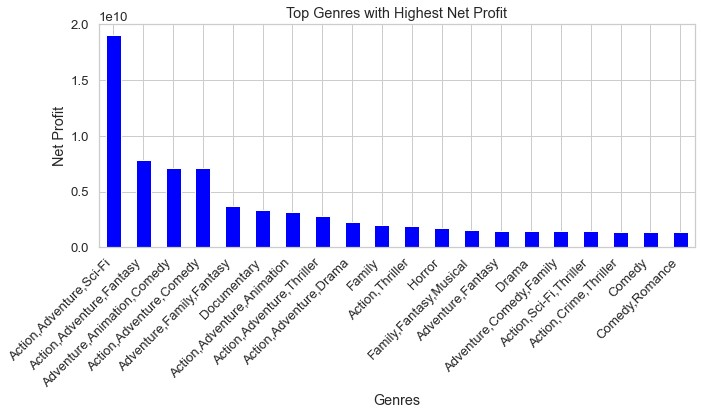 Top Genres with Highest Net Profit
1e10
2.0
1.5
1.0
0.5
0.0
Net Profit
Action,Adventure,Sci-Fi
Action,Adventure,Fantasy
Adventure,Animation,Comedy
Action,Adventure,Comedy
Adventure,Family,Fantasy
Documentary
Action,Adventure,Animation
Action,Adventure,Thriller
Action,Adventure,Drama
Family
Action,Thriller
Horror
Family,Fantasy,Musical
Adventure,Fantasy
Drama
Adventure,Comedy,Family
Action,Sci-Fi,Thriller
Action,Crime,Thriller
Comedy
Comedy,Romance
Genres